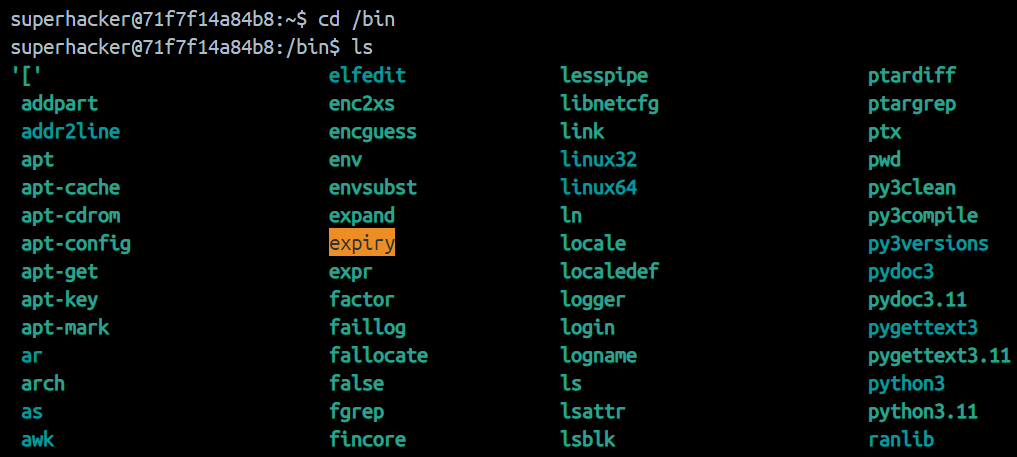 superhacker@71f7f14a84b8:~$ cd /bin
superhacker@71f7f14a84b8:/bin$ ls
'[' elfedit lesspipe ptardiff
addpart enc2xs libnetcfg ptargrep
addr2line encguess link ptx
apt env linux32 pwd
apt-cache envsubst linux64 py3clean
apt-cdrom expand ln py3compile
apt-config expiry locale py3versions
apt-get expr localedef pydoc3
apt-key factor logger pydoc3.11
apt-mark faillog login pygettext3
ar fallocate logname pygettext3.11
arch false ls python3
as fgrep lsattr python3.11
awk fincore lsblk ranlib